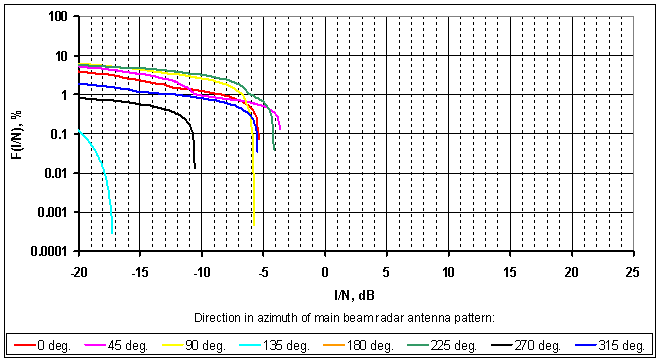 F(I/N), %
100
10
1
0.1
0.01
0.001
0.0001
-20 -15 -10 -5 0 5 10 15 20 25
I/N, dB
Direction in azimuth of main beam radar antenna pattern:
0 deg. 45 deg. 90 deg. 135 deg. 180 deg. 225 deg. 270 deg. 315 deg.